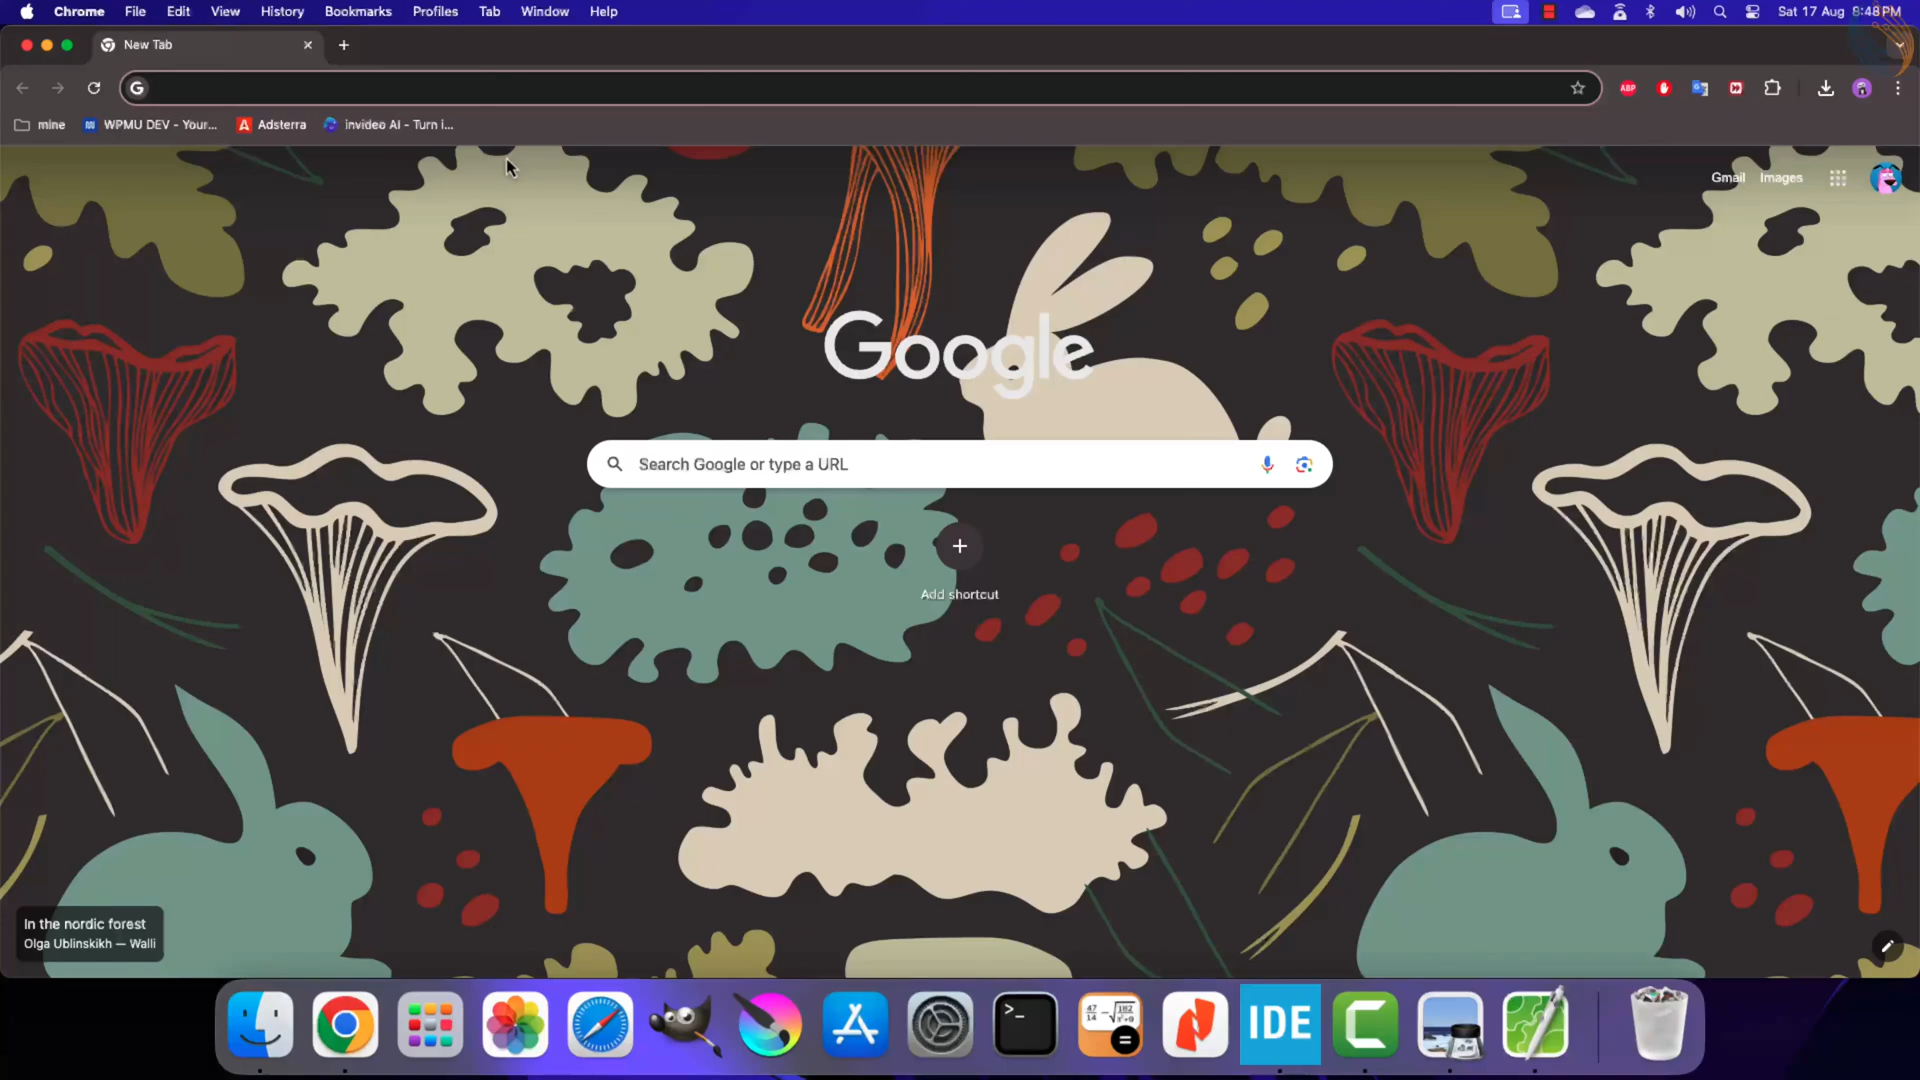 Chrome File Edit View History Bookmarks Profiles Tab Window Help
Sat 17 Aug 8:48PM
New Tab
G
ABP
mine WPMU DEV - Your... Adsterra invideo AI - Turn i...
Gmail Images
Google
Search Google or type a URL
Add shortcut
In the nordic forest
Olga Ublinskikh — Walli
IDE